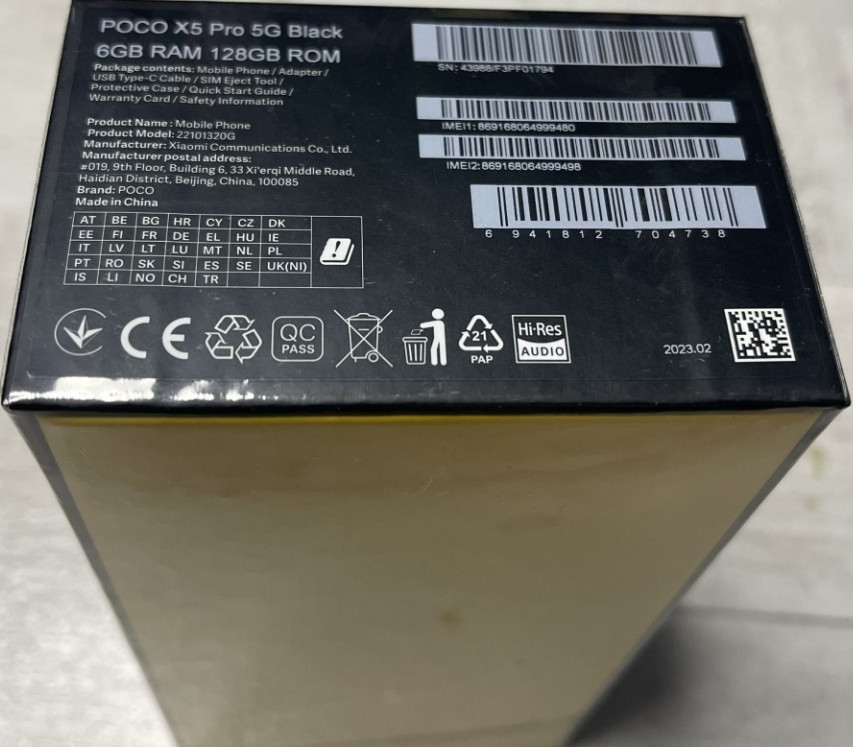 POCO X5 Pro 5G Black
6GB RAM 128GB ROM
Package contents: Mobile Phone / Adapter /
USB Type-C Cable / SIM Eject Tool /
Protective Case / Quick Start Guide /
Warranty Card / Safety Information
Product Name : Mobile Phone
Product Model: 22101320G
Manufacturer: Xiaomi Communications Co., Ltd.
Manufacturer postal address:
#019, 9th Floor, Building 6, 33 Xi'erqi Middle Road,
Haidian District, Beijing, China, 100085
Brand: POCO
Made in China
AT BE BG HR CY CZ DK
EE FI FR DE EL HU IE
IT LV LT LU MT NL PL
PT RO SK SI ES SE UK(NI)
IS LI NO CH TR
SN: 43988/F3PF01794
IMEI1: 869168064999480
IMEI2: 869168064999498
6 941812 704738
CE
QC
PASS
21
PAP
Hi-Res
AUDIO
2023.02